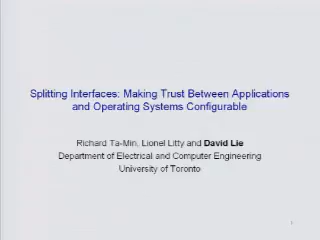 Splitting Interfaces: Making Trust Between Applications
and Operating Systems Configurable
Richard Ta-Min, Lionel Litty and David Lie
Department of Electrical and Computer Engineering
University of Toronto